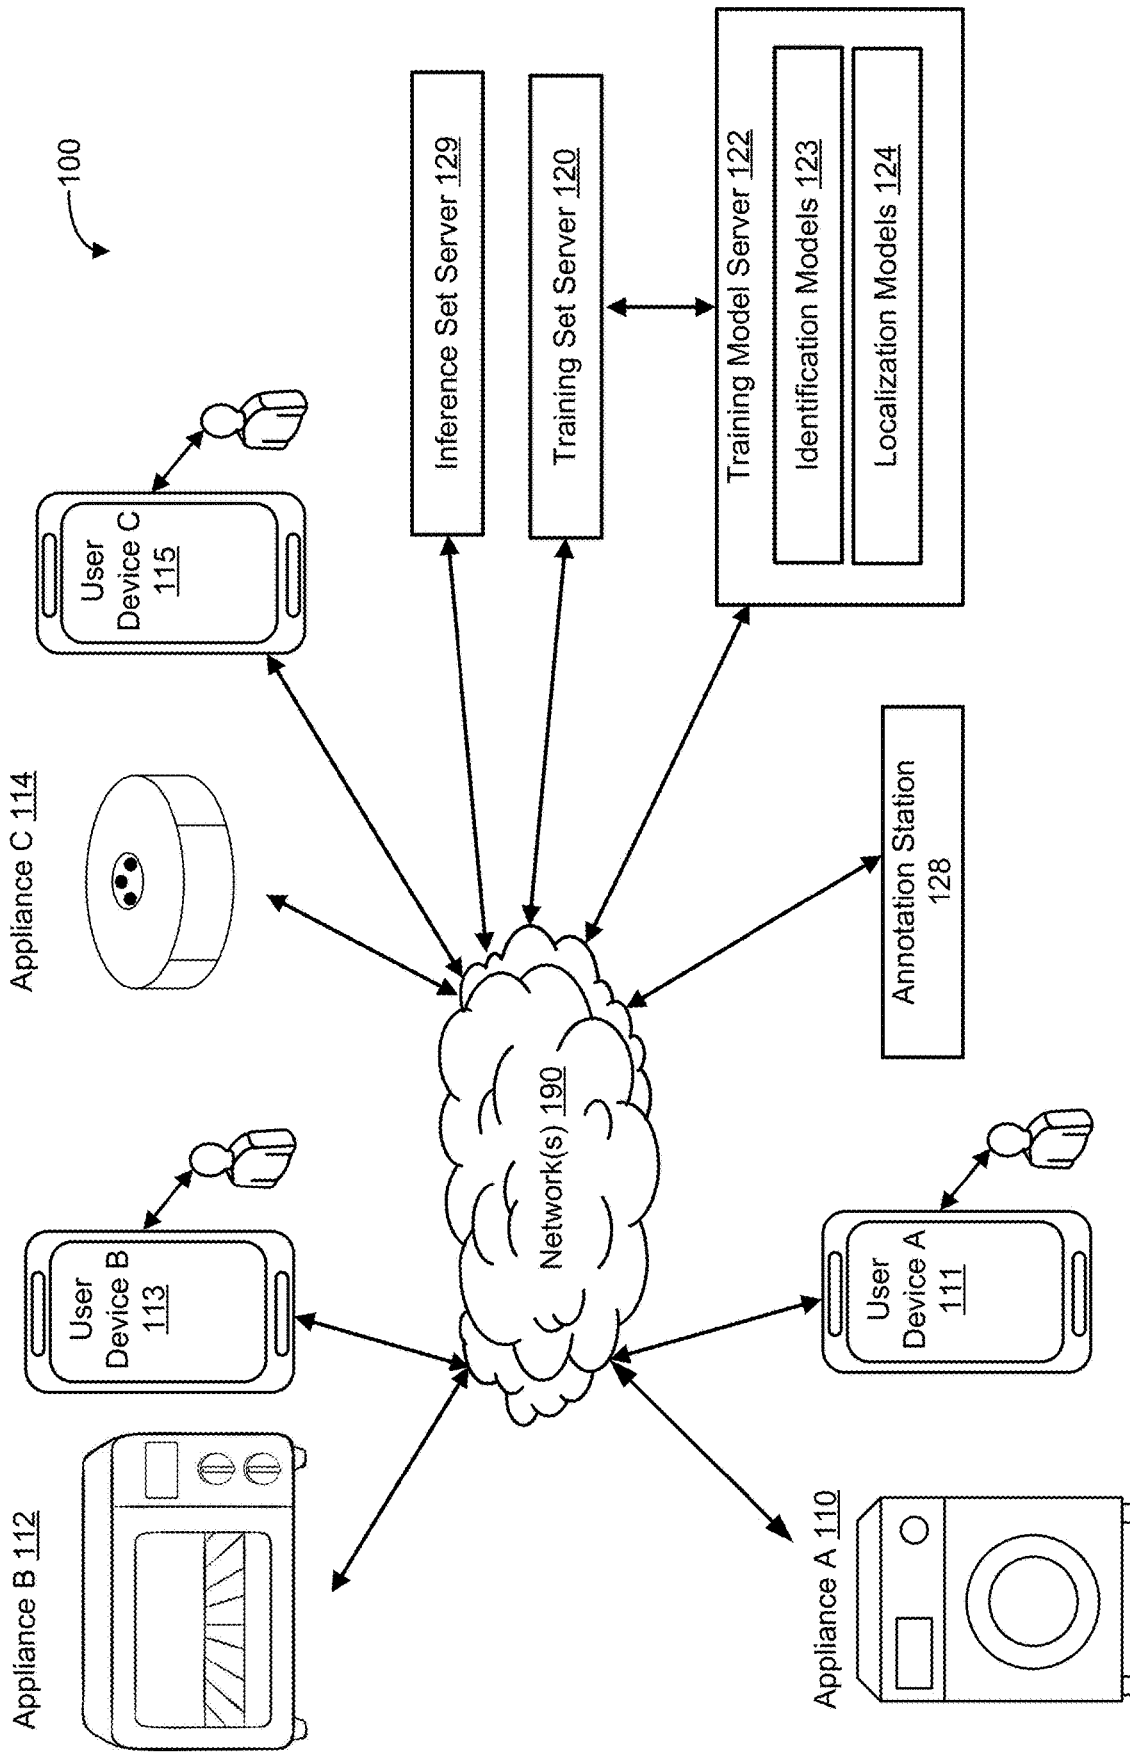 100
Appliance B 112
User
Device B
113
Appliance C 114
User
Device C
115
Inference Set Server 129
Training Set Server 120
Network(s) 190
Training Model Server 122
Identification Models 123
Localization Models 124
Appliance A 110
User
Device A
111
Annotation Station
128